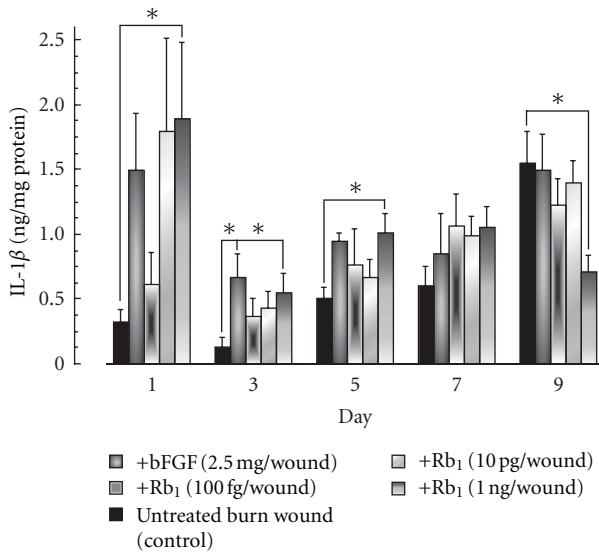 *
2.5
*
2.0
1.5
*
1.0
* *
0.5
0
IL-1β (ng/mg protein)
1 3 5 7 9
Day
+bFGF (2.5 mg/wound)
+Rb₁ (100 fg/wound)
Untreated burn wound
(control)
+Rb₁ (10 pg/wound)
+Rb₁ (1 ng/wound)